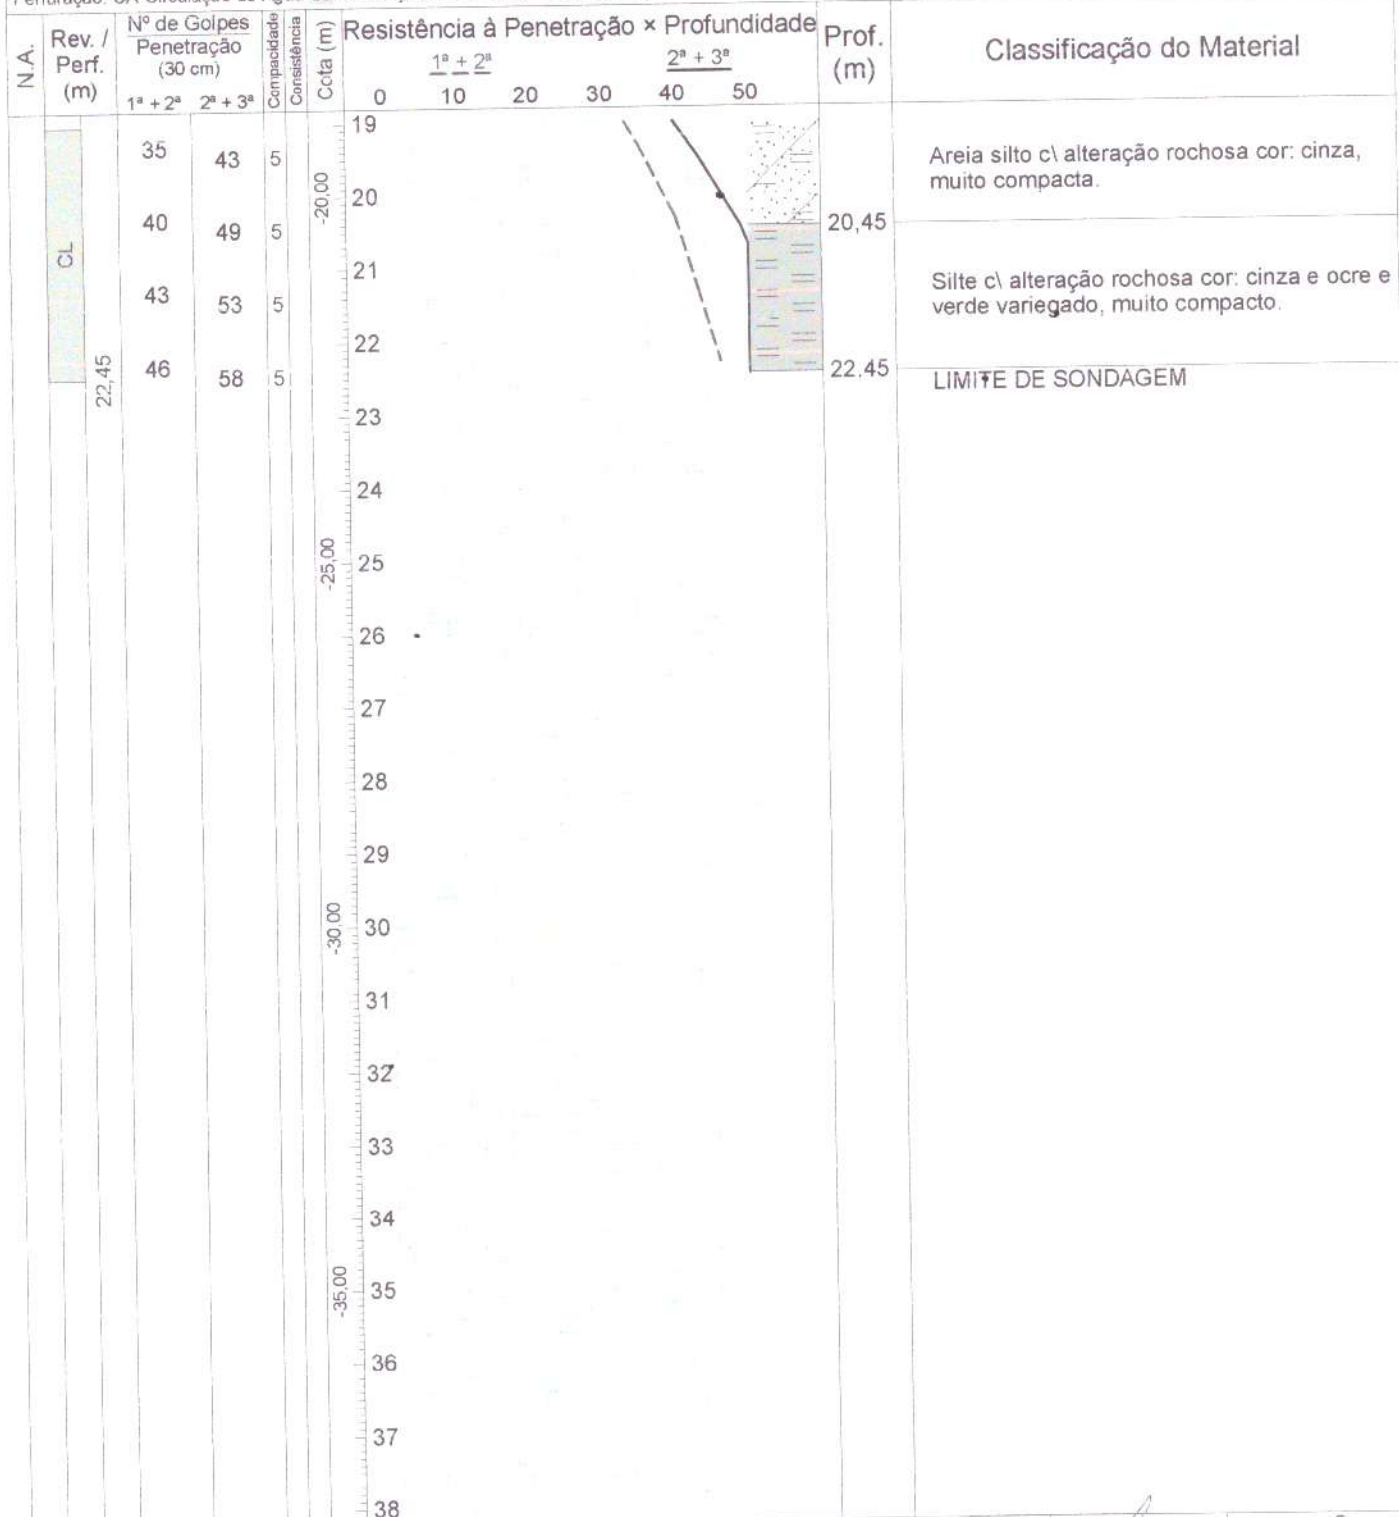 N.A.
Rev. / Perf. (m)
Nº de Golpes
Penetração
(30 cm)
1ª + 2ª 2ª + 3ª
Compacidade
Consistência
Cota (m)
Resistência à Penetração × Profundidade
1ª + 2ª 2ª + 3ª
0 10 20 30 40 50
Prof. (m)
Classificação do Material
CL
22,45
35 43 5
40 49 5
43 53 5
46 58 5
-20,00
-25,00
-30,00
-35,00
19
20
21
22
23
24
25
26
27
28
29
30
31
32
33
34
35
36
37
38
20,45
22.45
Areia silto c\ alteração rochosa cor: cinza,
muito compacta.
Silte c\ alteração rochosa cor: cinza e ocre e
verde variegado, muito compacto.
LIMITE DE SONDAGEM